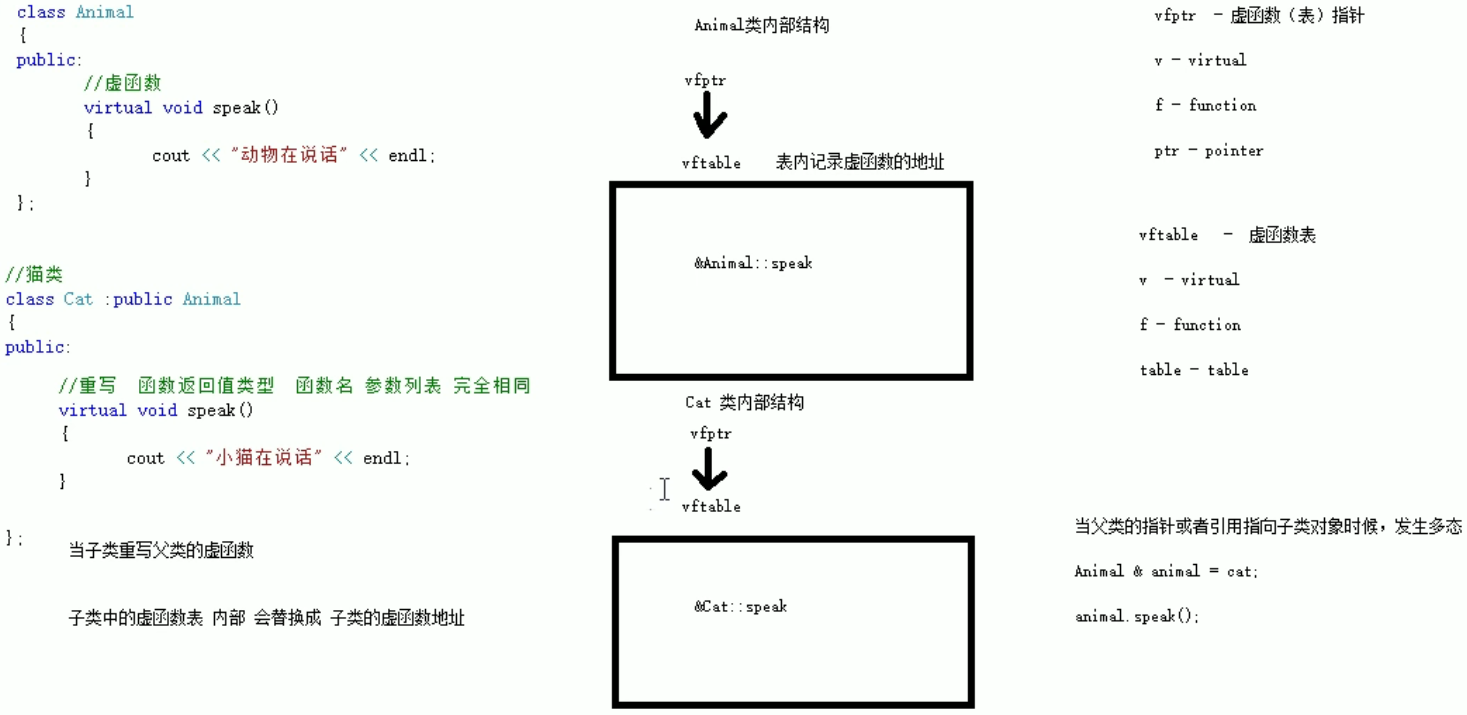 class Animal
{
public:
//虚函数
virtual void speak()
{
cout << "动物在说话" << endl;
}
};
//猫类
class Cat :public Animal
{
public:
//重写 函数返回值类型 函数名 参数列表 完全相同
virtual void speak()
{
cout << "小猫在说话" << endl;
}
};
当子类重写父类的虚函数
子类中的虚函数表 内部 会替换成 子类的虚函数地址
Animal类内部结构
vfptr
vftable 表内记录虚函数的地址
&Animal::speak
Cat 类内部结构
vfptr
vftable
&Cat::speak
vfptr - 虚函数（表）指针
v - virtual
f - function
ptr - pointer
vftable - 虚函数表
v - virtual
f - function
table - table
当父类的指针或者引用指向子类对象时候，发生多态
Animal & animal = cat;
animal.speak();